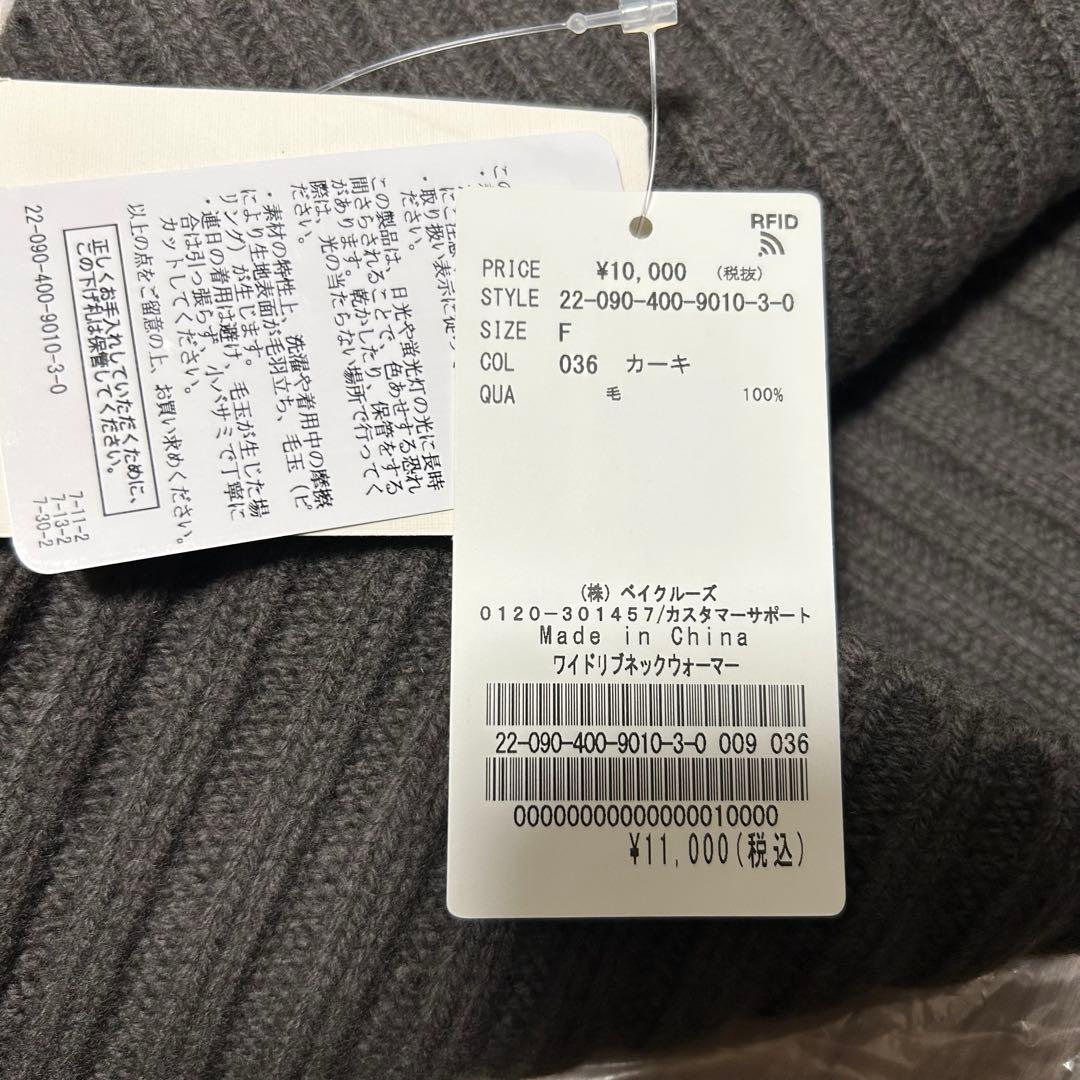 RFID
PRICE ¥10,000 (税抜)
STYLE 22-090-400-9010-3-0
SIZE F
COL 036 カーキ
QUA 毛 100%
(株) ベイクルーズ
0120-301457/カスタマーサポート
Made in China
ワイドリブネックウォーマー
22-090-400-9010-3-0 009 036
00000000000000010000
¥11,000(税込)
・取り扱い表示に従っ
ださい。
この製品は、日光や蛍光灯の光に長時
間さらされることで、色あせする恐れ
があります。乾かしたり、保管をする
際は、光の当たらない場所で行ってく
ださい。
・素材の特性上、洗濯や着用中の摩擦
により生地表面が毛羽立ち、毛玉(ピ
リング)が生じます。
・連日の着用は避け、毛玉が生じた場
合は引っ張らず、小バサミで丁寧に
カットしてください。
以上の点をご留意の上、お買い求めください。
正しくお手入れしていただくために、
この下げ札は保管してください。
22-090-400-9010-3-0
7-11-2
7-13-2
7-30-2